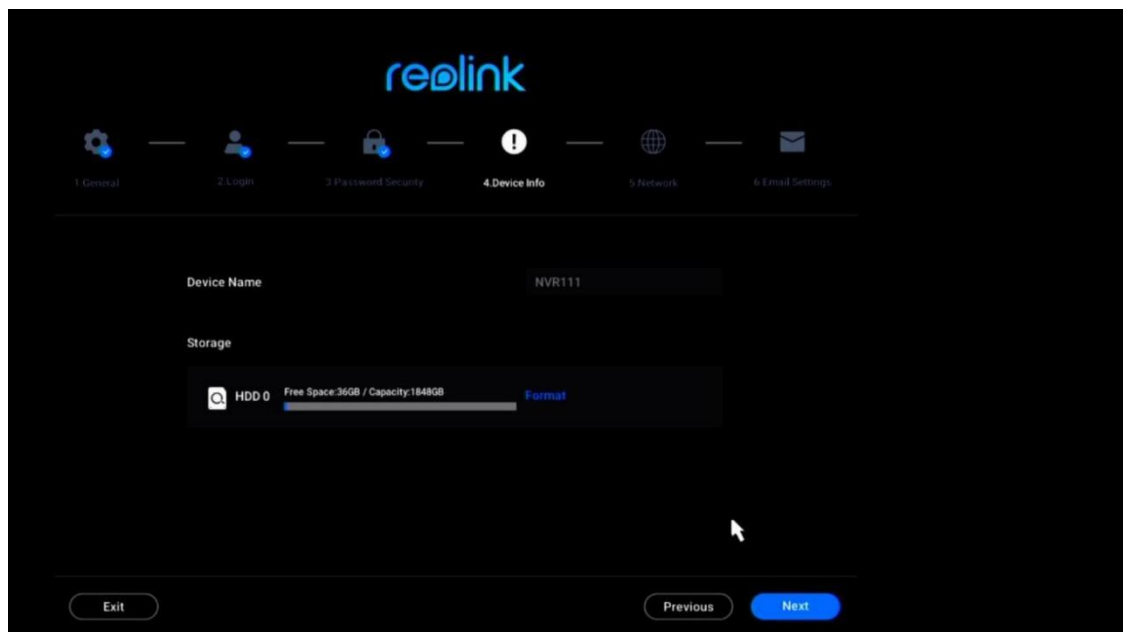 reolink
1.General
2.Login
3.Password Security
4.Device Info
5.Network
6.Email Settings
Device Name
NVR111
Storage
HDD 0
Free Space:36GB / Capacity:1848GB
Format
Exit
Previous
Next